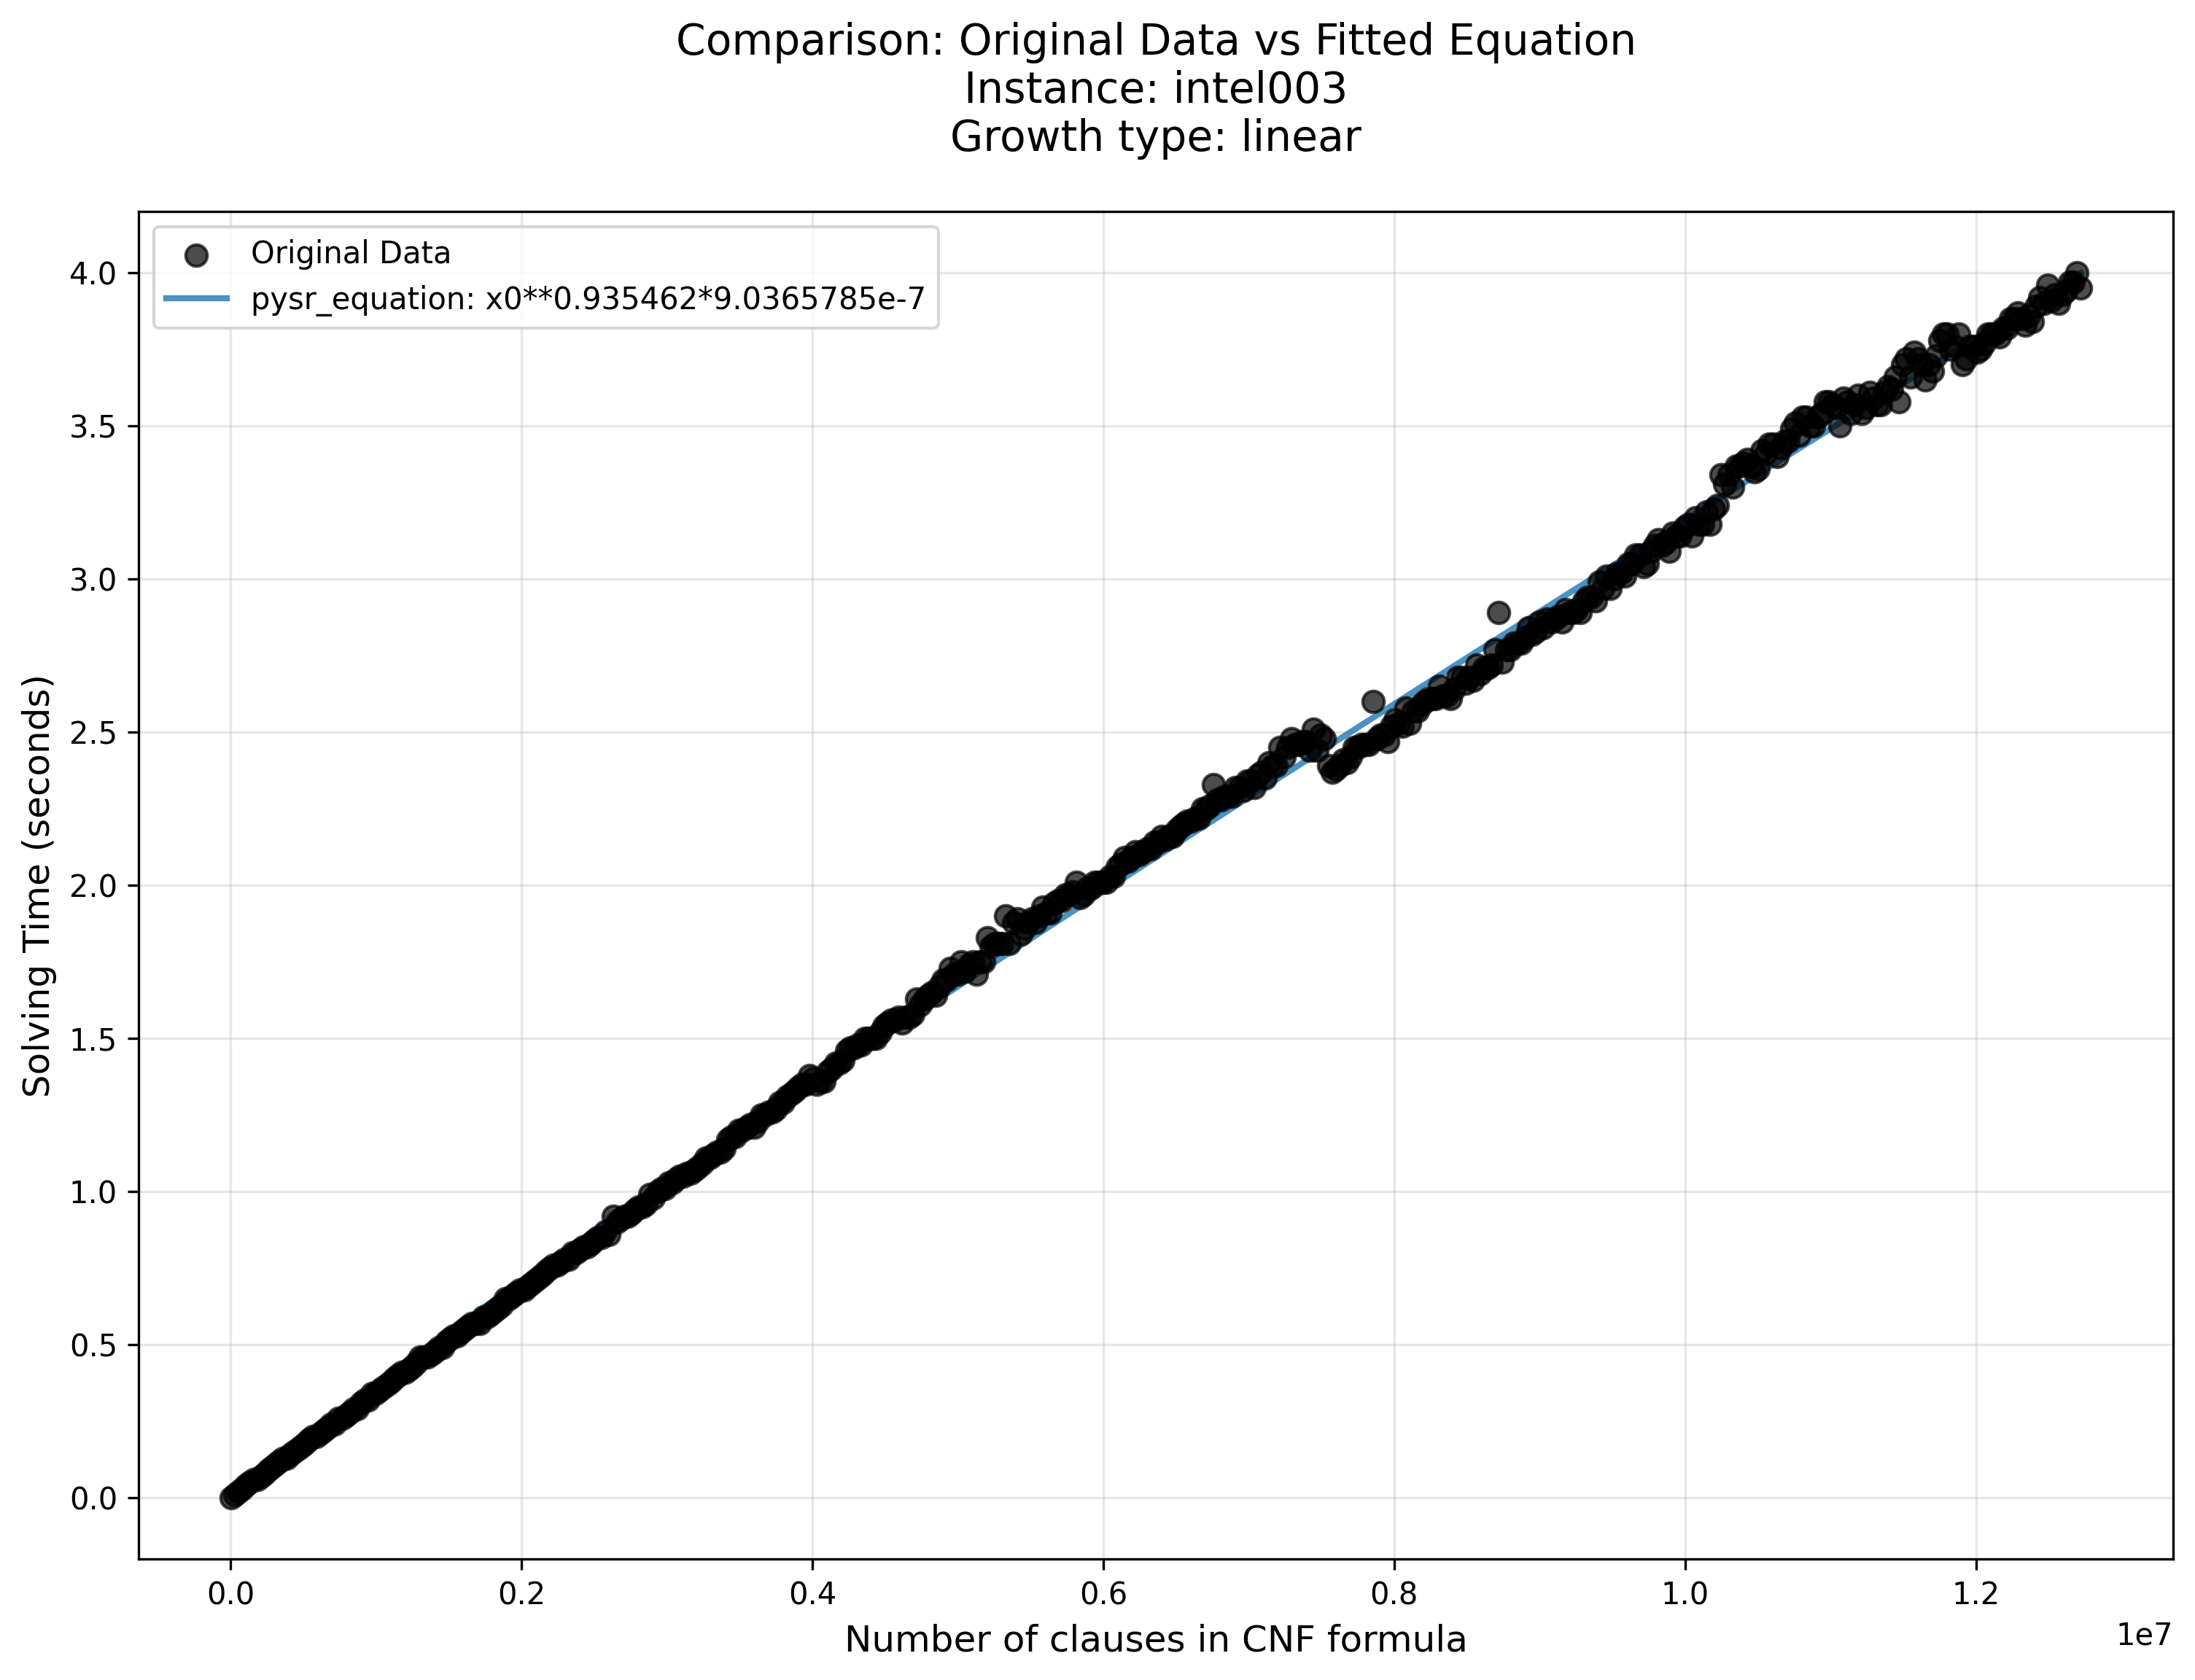 Comparison: Original Data vs Fitted Equation
Instance: intel003
Growth type: linear
Original Data
pysr_equation: x0**0.935462*9.0365785e-7
Solving Time (seconds)
4.0
3.5
3.0
2.5
2.0
1.5
1.0
0.5
0.0
0.0
0.2
0.4
0.6
0.8
1.0
1.2
1e7
Number of clauses in CNF formula